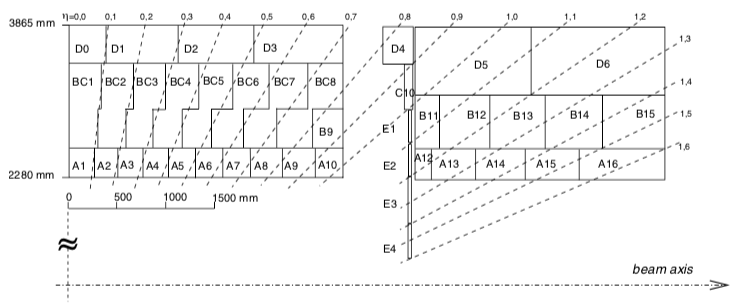 η=0,0 0,1 0,2 0,3 0,4 0,5 0,6 0,7 0,8 0,9 1,0 1,1 1,2
3865 mm
1,3
D0 D1 D2 D3 D4 D5 D6
BC1 BC2 BC3 BC4 BC5 BC6 BC7 BC8
1,4
C10
B9
E1
B11 B12 B13 B14 B15
1,5
1,6
A1 A2 A3 A4 A5 A6 A7 A8 A9 A10
E2
A12 A13 A14 A15 A16
2280 mm
0 500 1000 1500 mm
E3
E4
beam axis